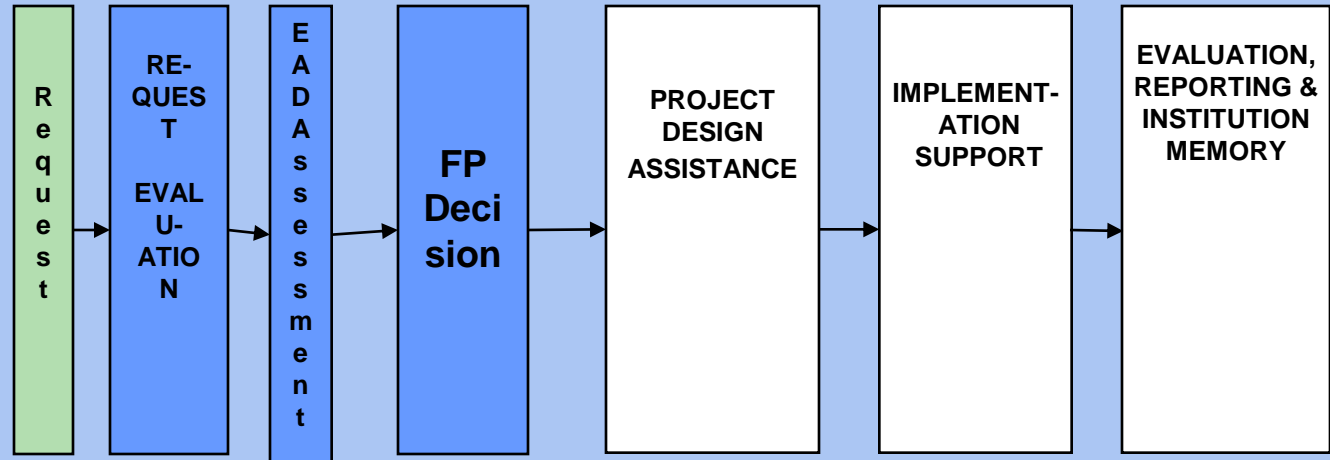 R
e
q
u
e
s
t
RE-
QUES
T
EVAL
U-
ATIO
N
E
A
D
A
s
s
e
s
s
m
e
n
t
FP
Deci
sion
PROJECT
DESIGN
ASSISTANCE
IMPLEMENT-
ATION
SUPPORT
EVALUATION,
REPORTING &
INSTITUTION
MEMORY